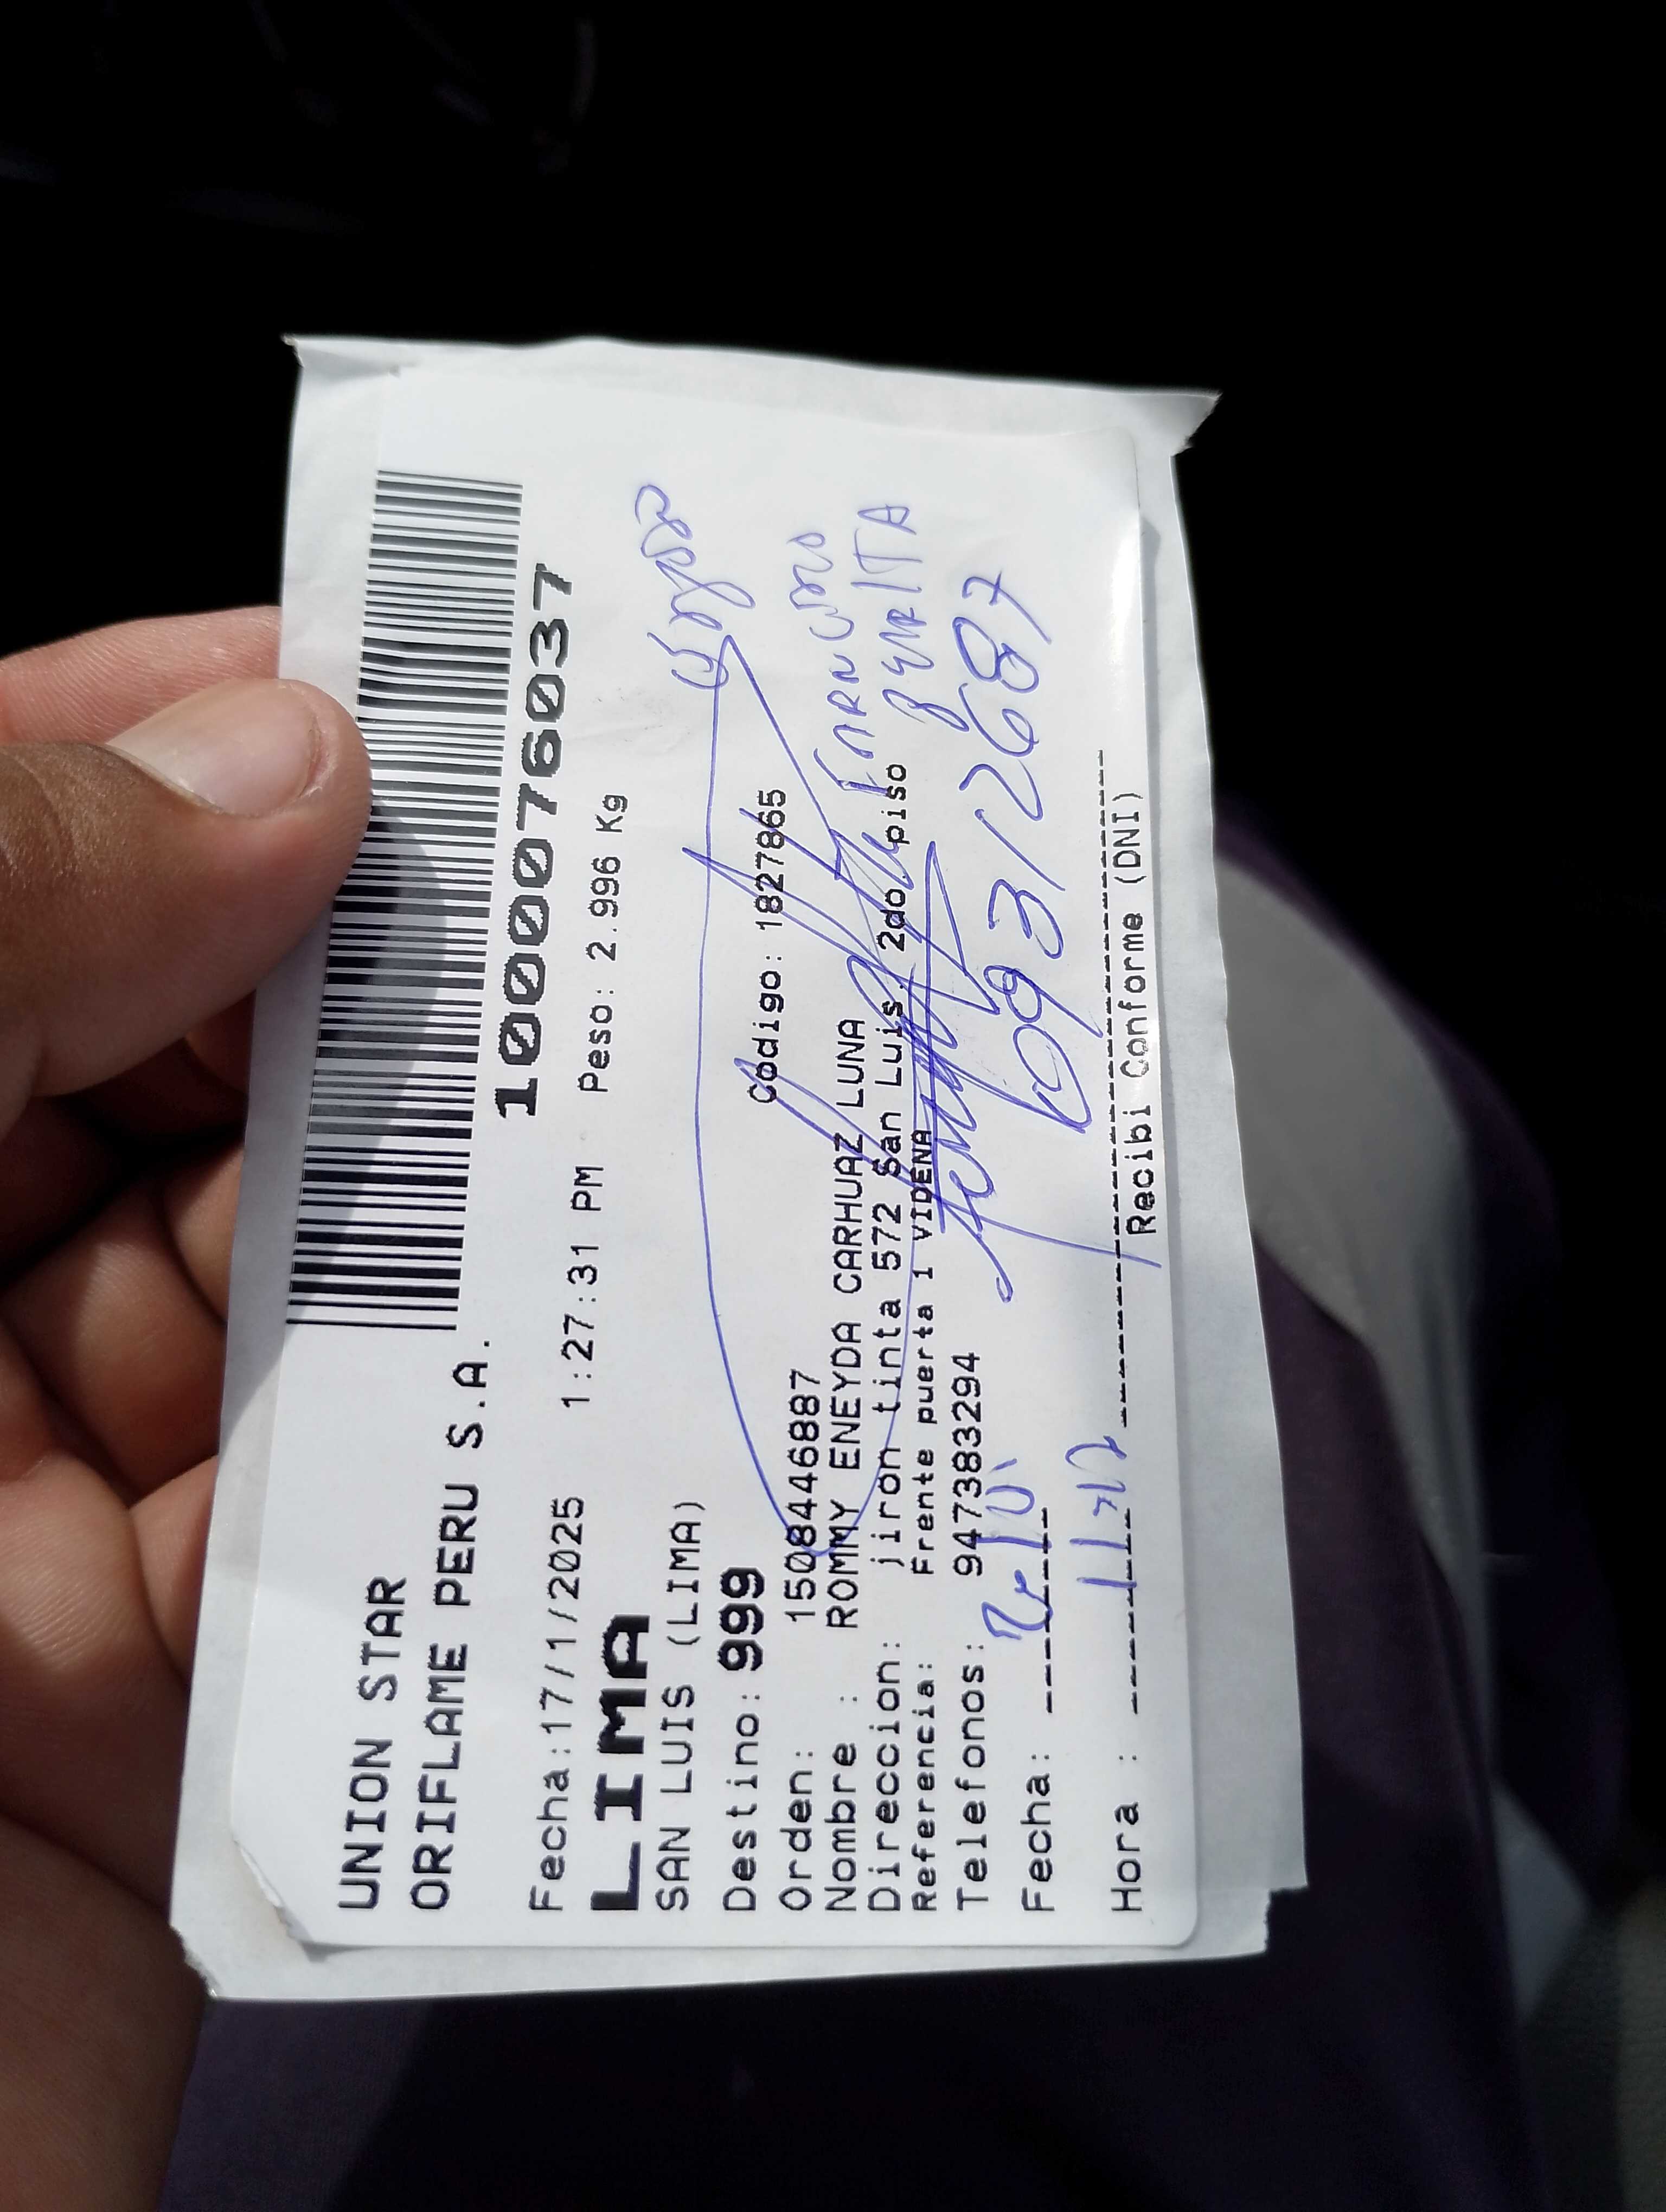 UNION STAR
ORIFLAME PERU S.A.
1000076037
Fecha:17/1/2025 1:27:31 PM Peso: 2.996 Kg
LIMA
SAN LUIS (LIMA)
Destino: 999
Codigo: 1827865
Orden: 1508446887
Nombre : ROMMY ENEYDA CARHUAZ LUNA
Direccion: jiron tinta 572 San Luis. 2do piso
Referencia: Frente puerta 1 VIDENA
Telefonos: 947383294
Fecha:
Hora :
Recibi Conforme (DNI)